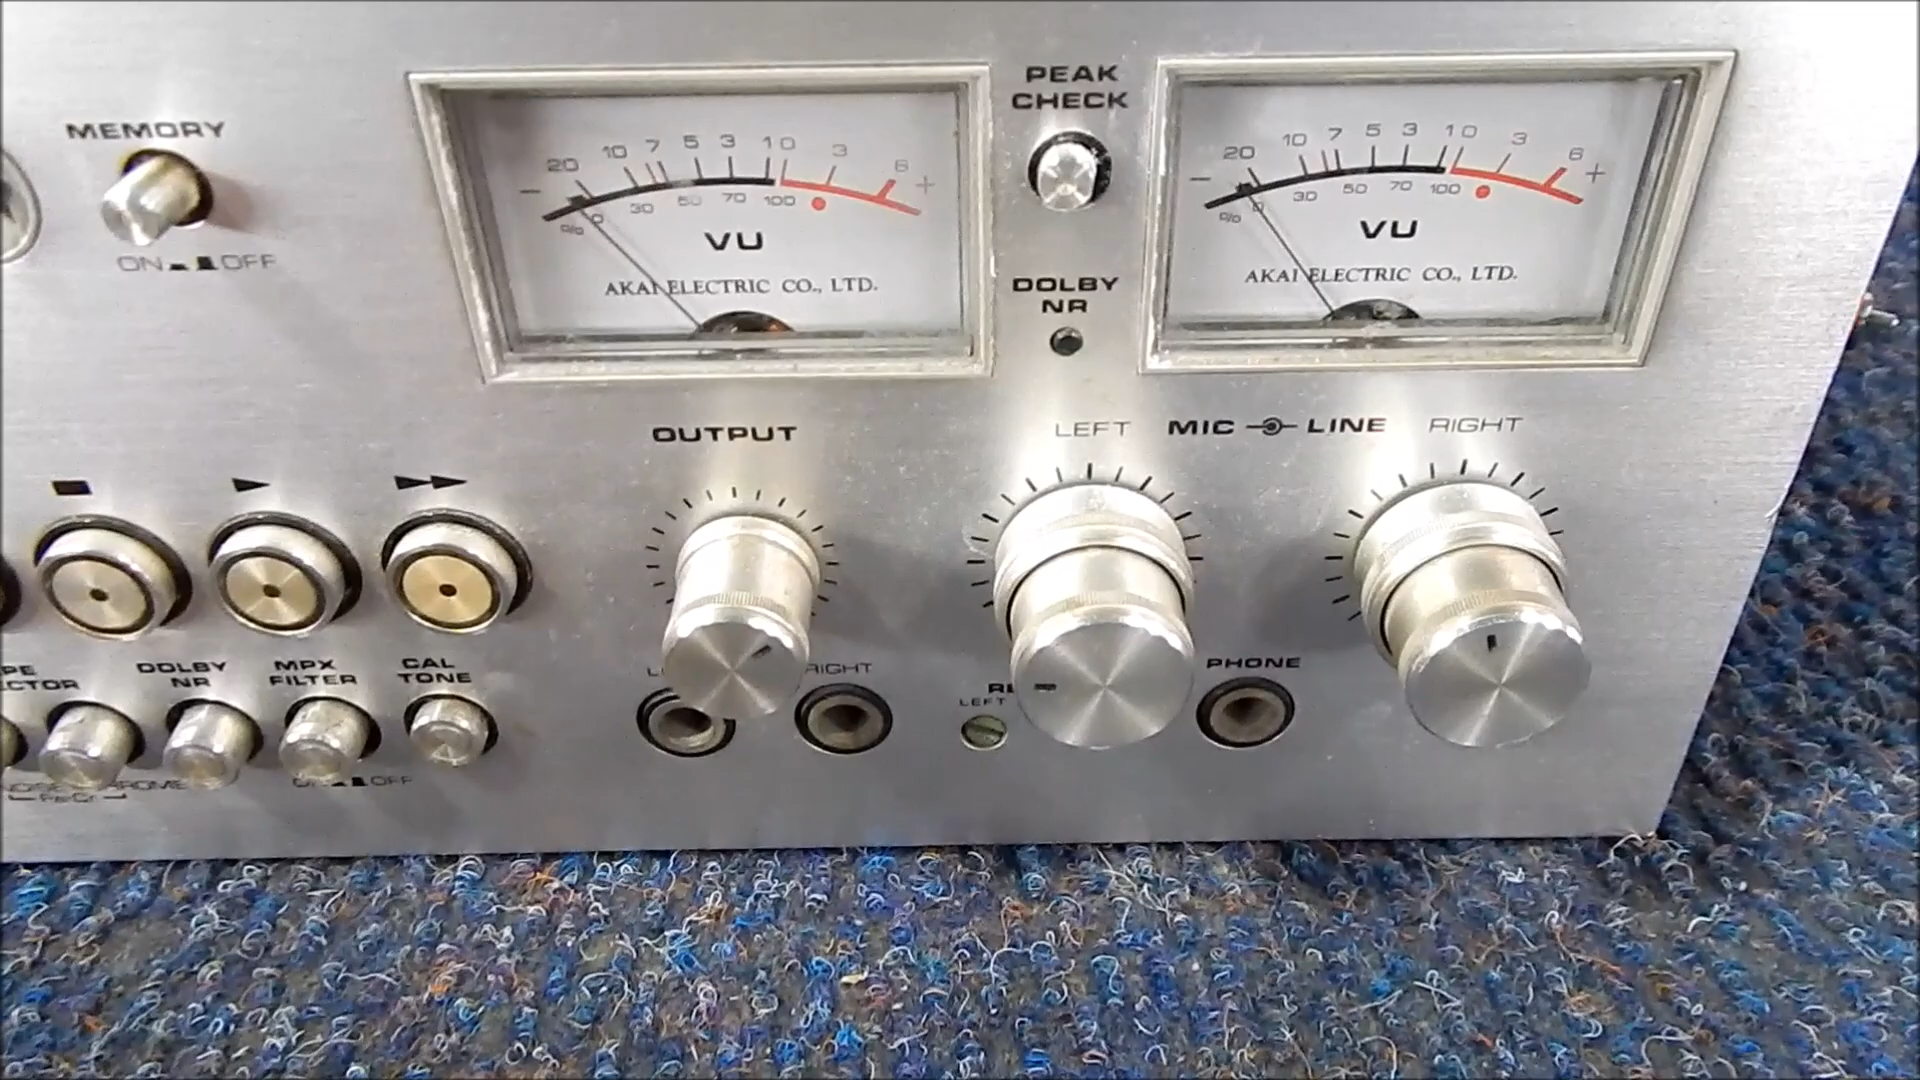 MEMORY
ON OFF
20 10 7 5 3 1 0 3 6
- +
% 0 30 50 70 100
VU
AKAI ELECTRIC CO., LTD.
PEAK
CHECK
DOLBY
NR
20 10 7 5 3 1 0 3 6
- +
% 0 30 50 70 100
VU
AKAI ELECTRIC CO., LTD.
OUTPUT
LEFT MIC LINE RIGHT
DOLBY
NR
MPX
FILTER
CAL
TONE
ON OFF
RIGHT
LEFT
PHONE